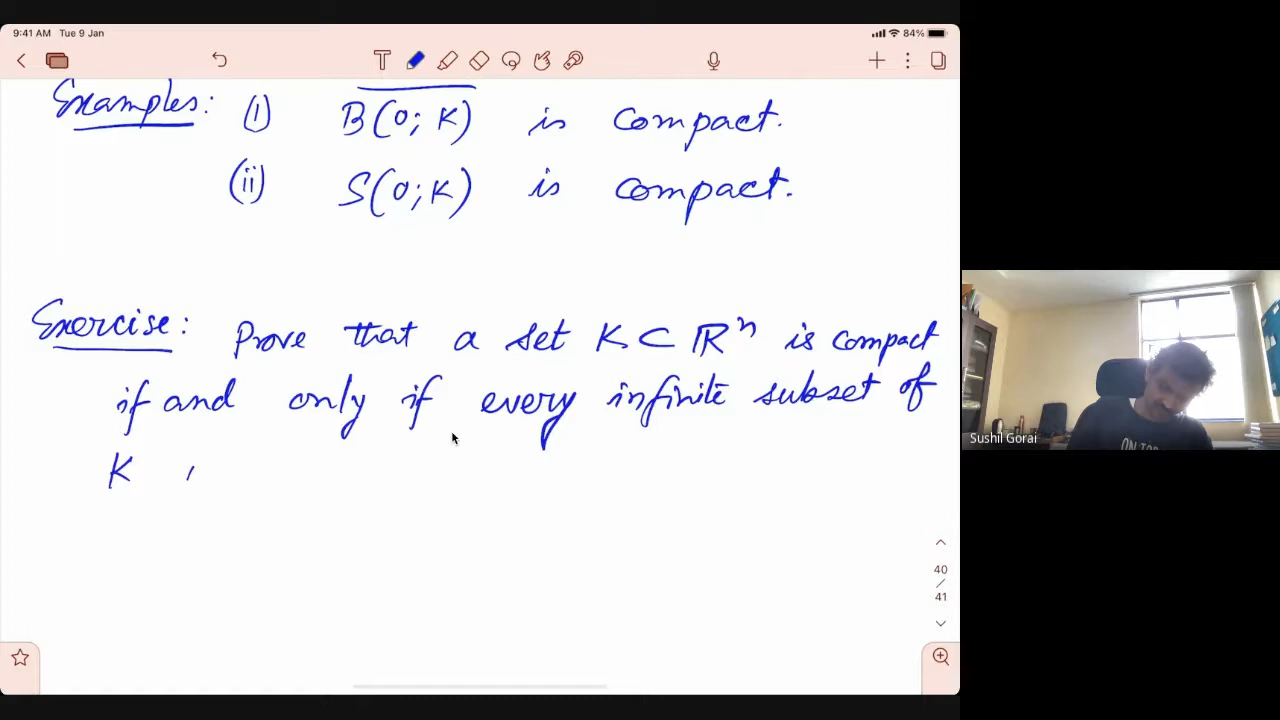 9:41 AM Tue 9 Jan 84%
T
Examples: (i) B(0; K) is compact.
(ii) S(0; K) is compact.
Exercise: Prove that a set K ⊂ ℝⁿ is compact
if and only if every infinite subset of
K
Sushil Gorai
40
/
41